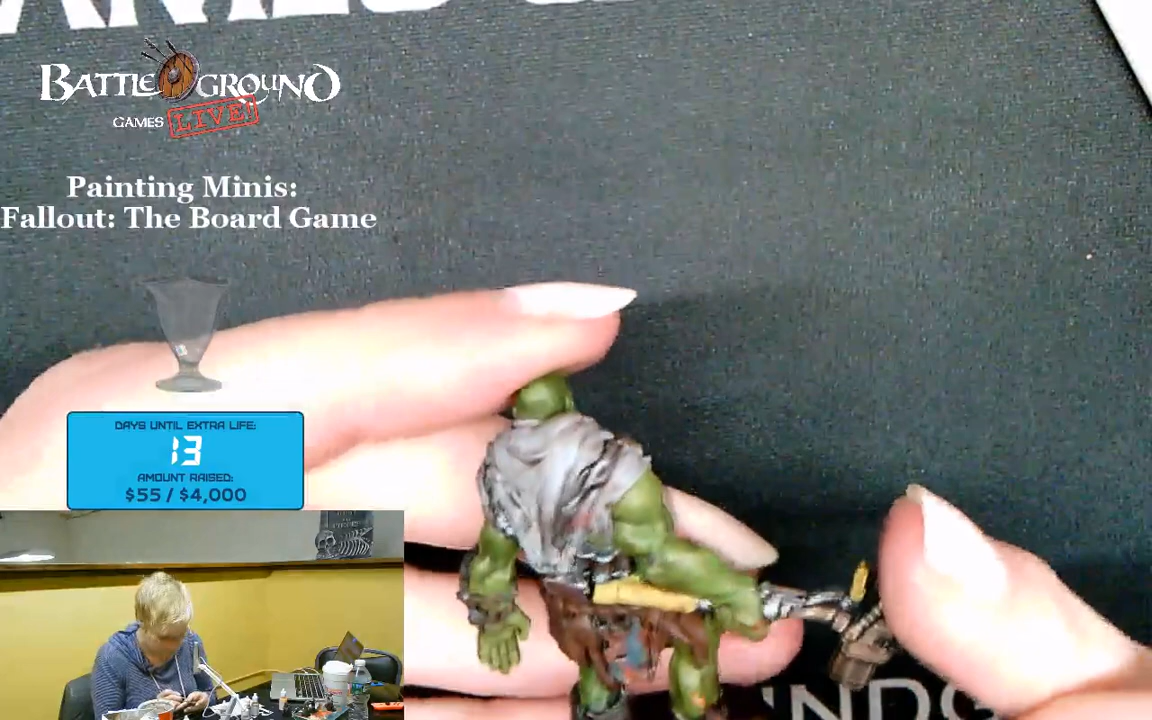 BATTLEGROUND
GAMES LIVE!
Painting Minis:
Fallout: The Board Game
DAYS UNTIL EXTRA LIFE:
13
AMOUNT RAISED:
$55 / $4,000